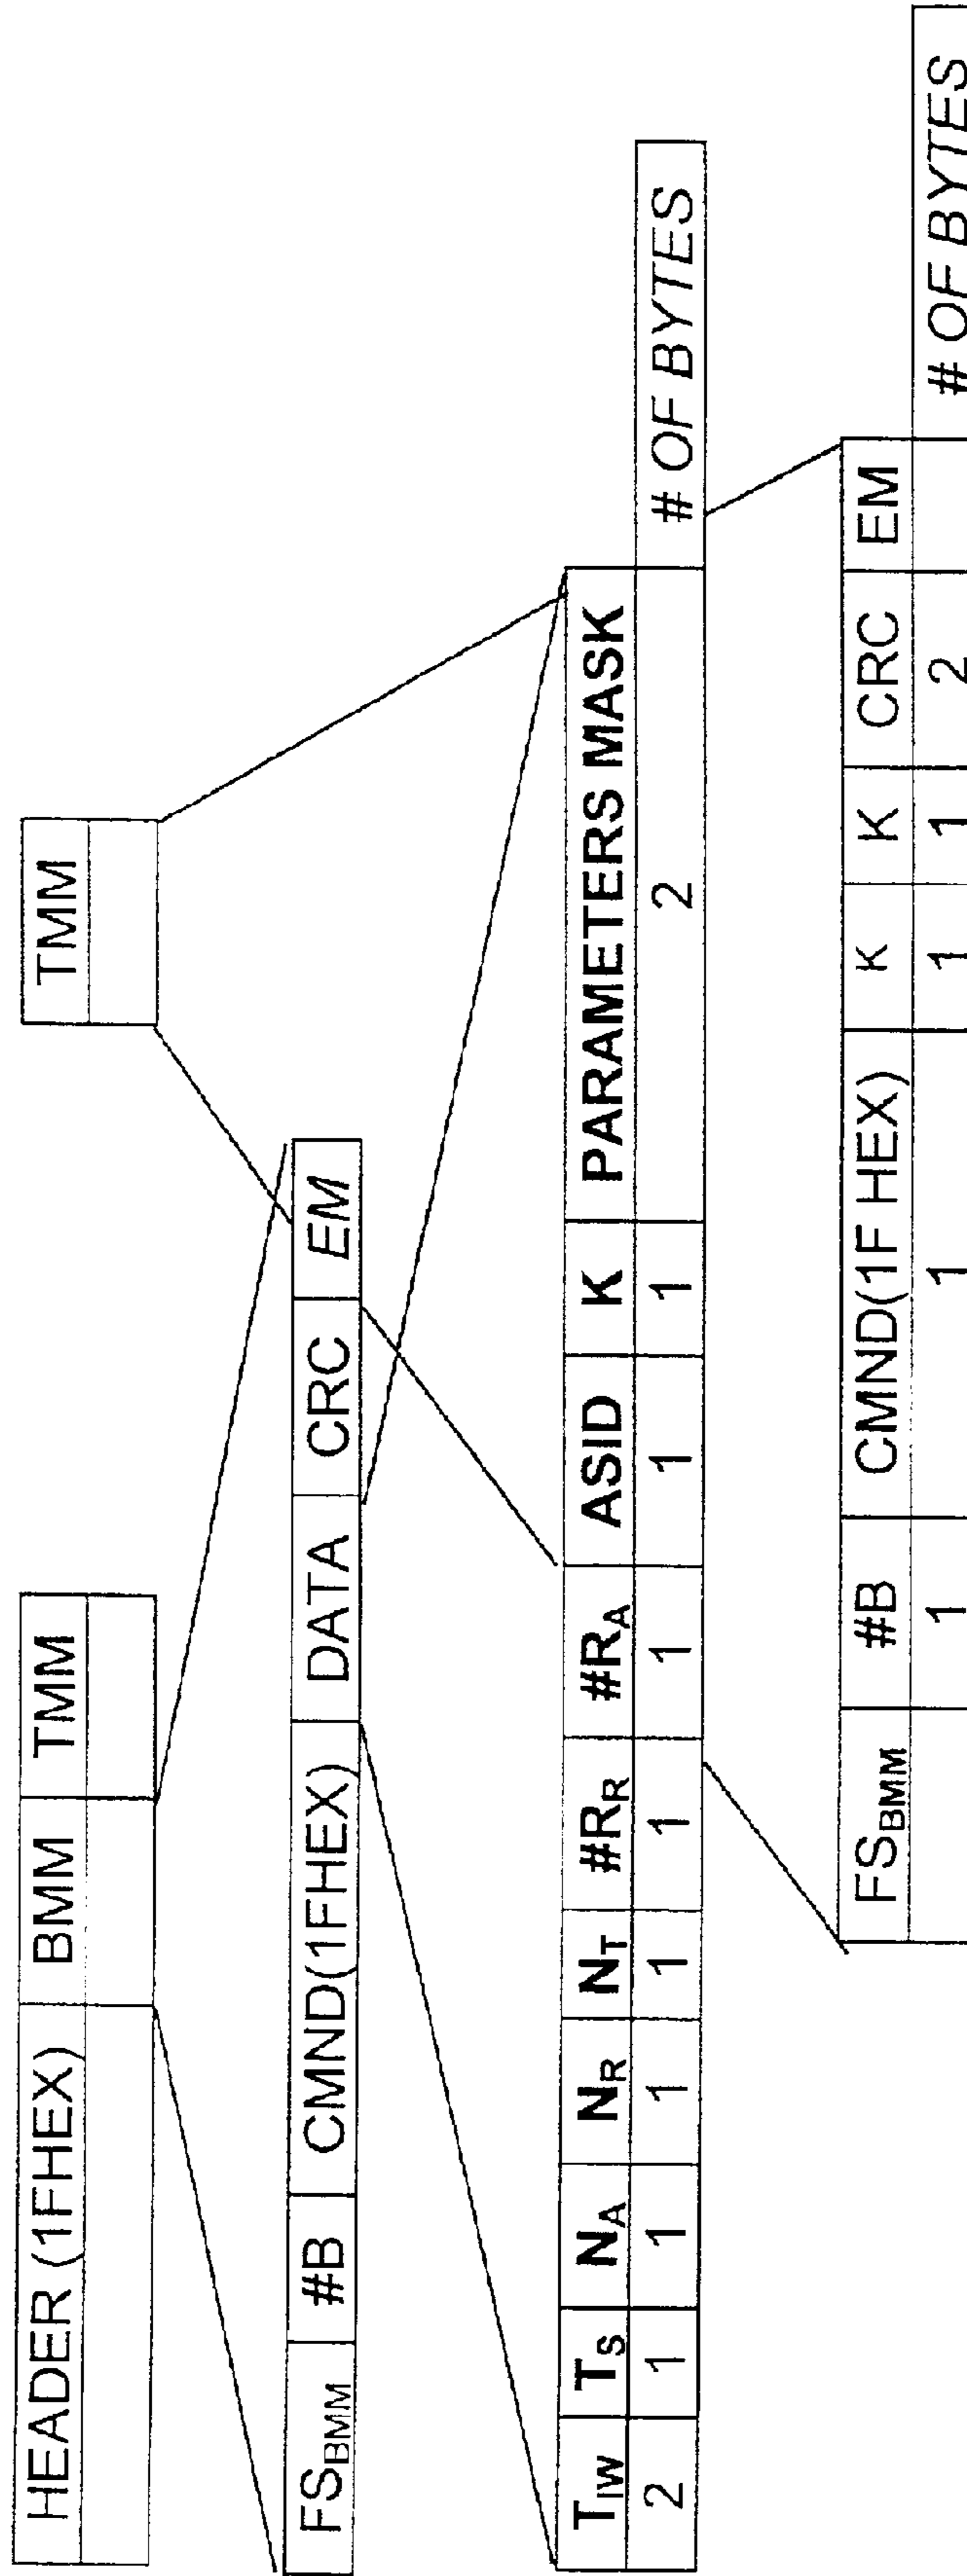 HEADER (1FHEX) BMM TMM
TMM
FSBMM #B CMND(1FHEX) DATA CRC EM
TIW TS NA NR NT #RR #RA ASID K PARAMETERS MASK
2 1 1 1 1 1 1 1 1 2 # OF BYTES
FSBMM #B CMND(1F HEX) K K CRC EM
1 1 1 1 2 # OF BYTES